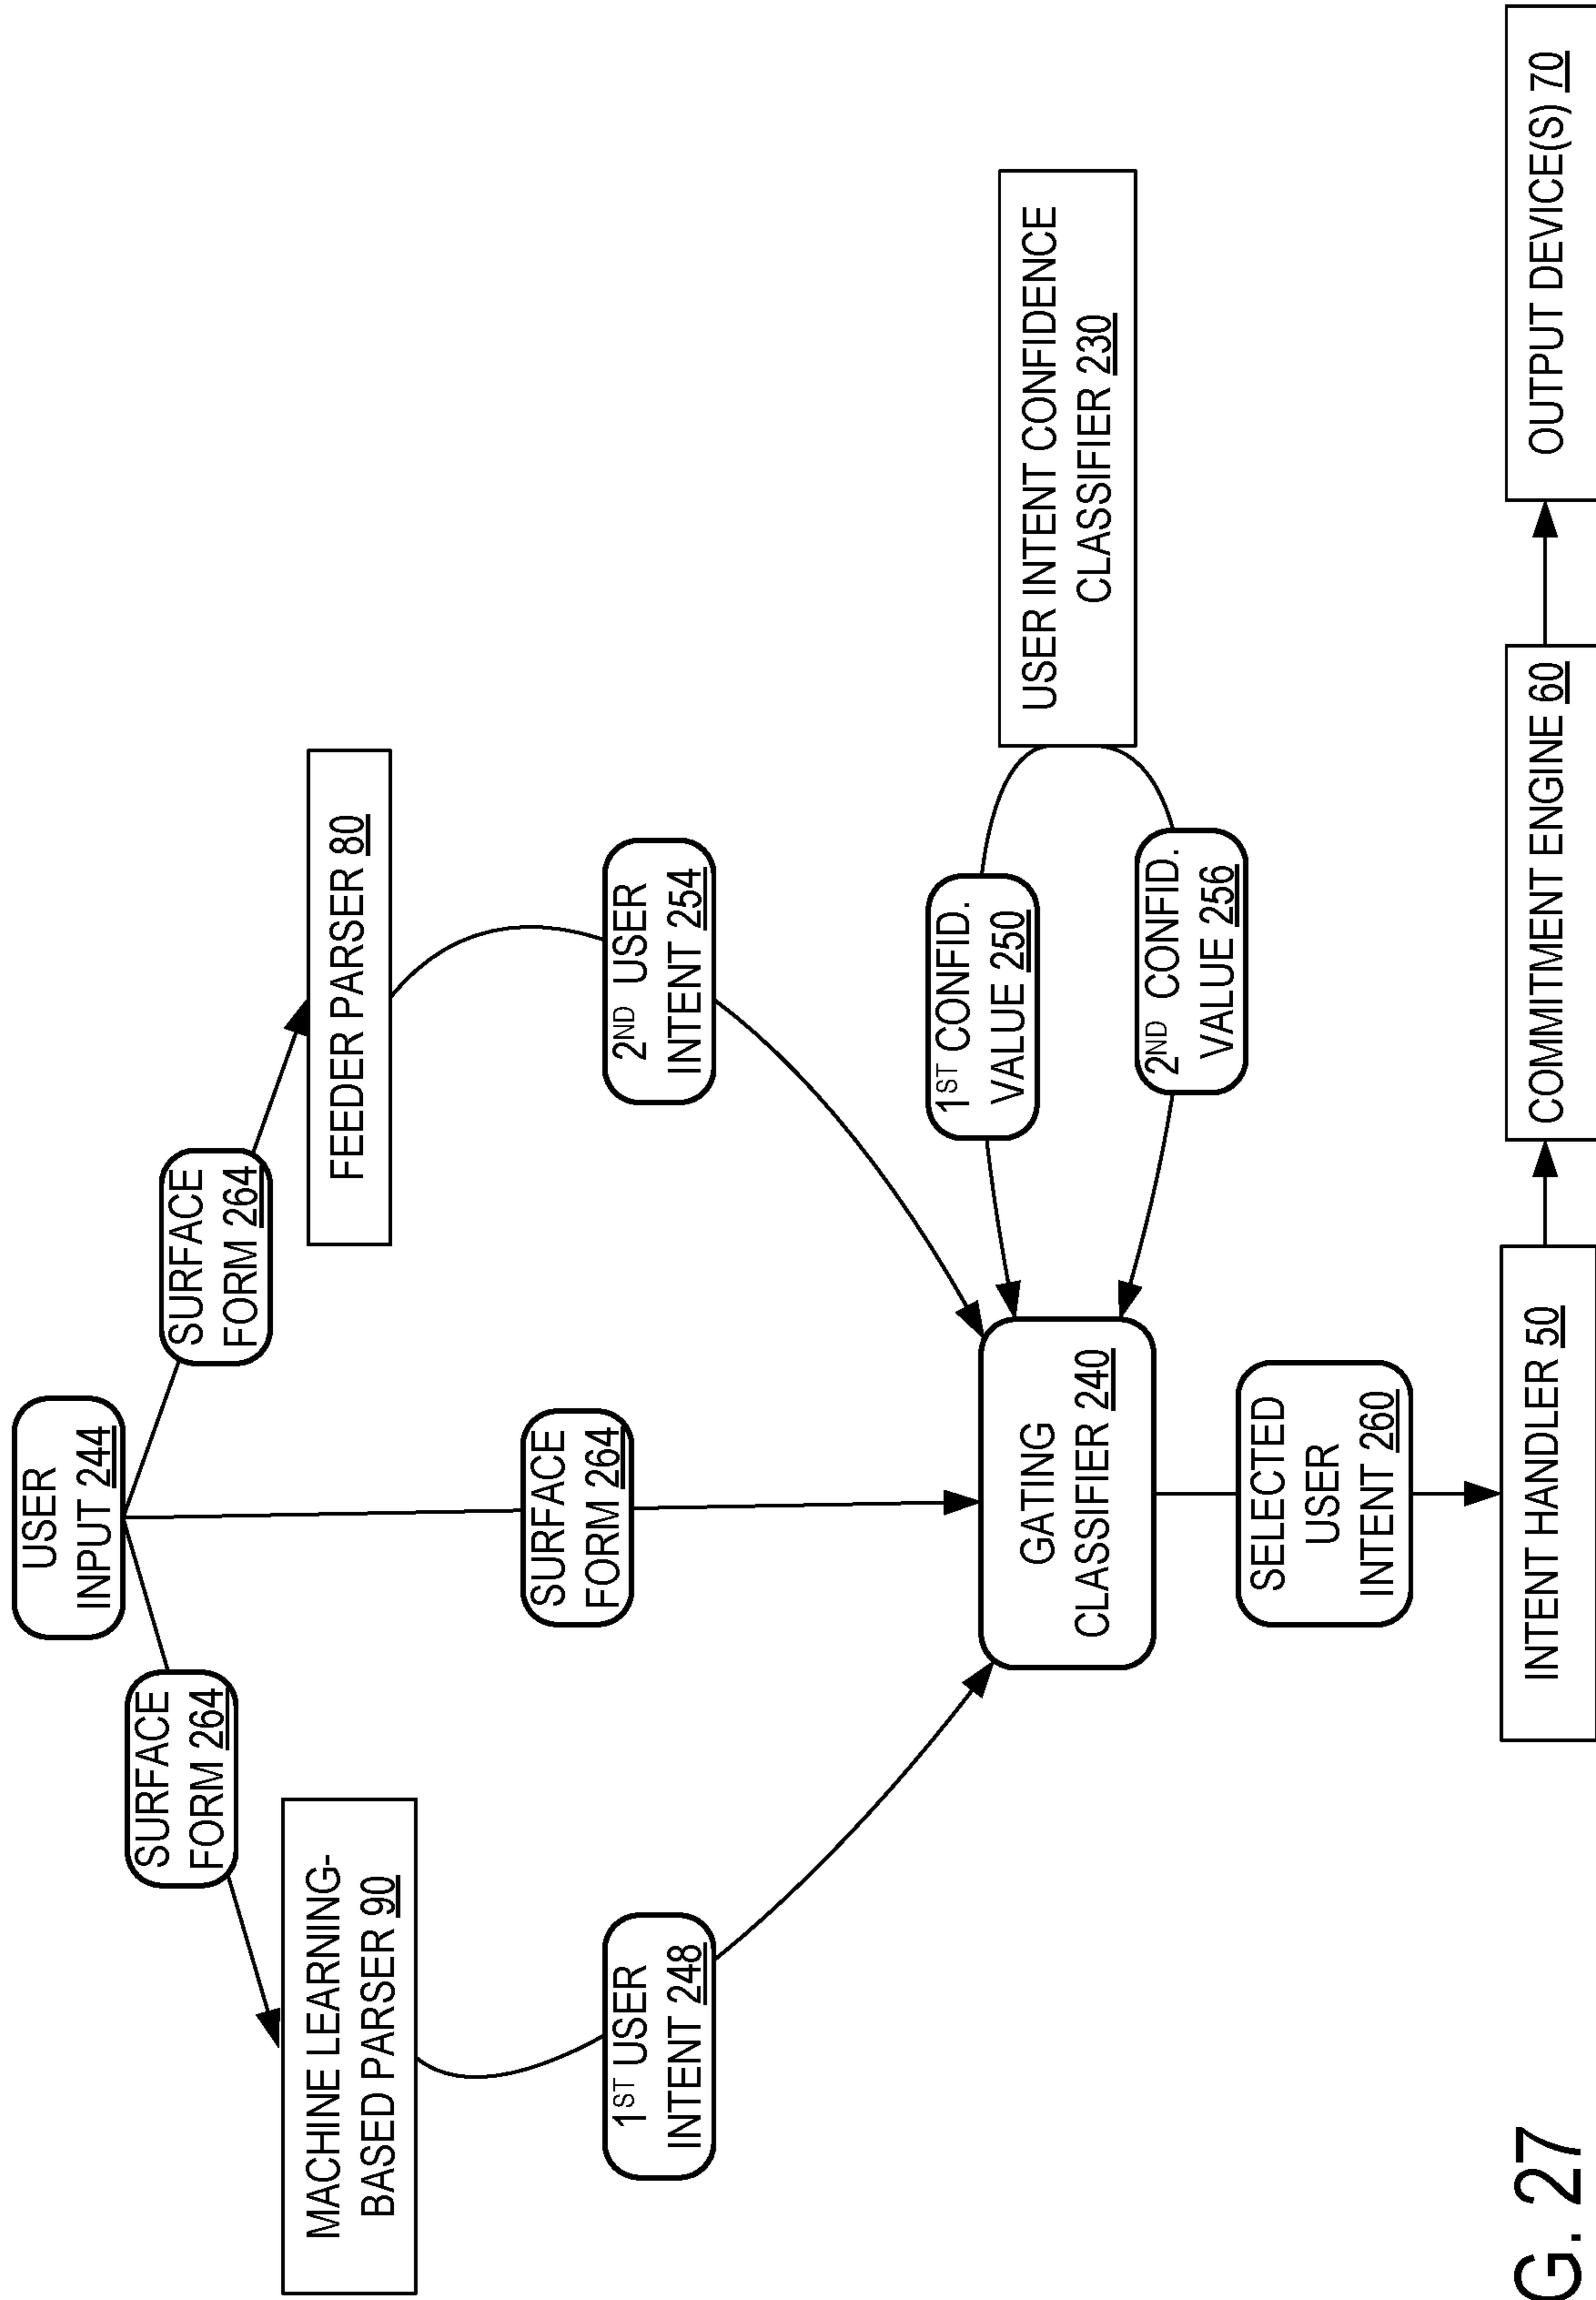 USER
INPUT 244
SURFACE
FORM 264
SURFACE
FORM 264
MACHINE LEARNING-
BASED PARSER 90
FEEDER PARSER 80
SURFACE
FORM 264
1ST USER
INTENT 248
2ND USER
INTENT 254
1ST CONFID.
VALUE 250
USER INTENT CONFIDENCE
CLASSIFIER 230
GATING
CLASSIFIER 240
2ND CONFID.
VALUE 256
SELECTED
USER
INTENT 260
INTENT HANDLER 50
COMMITMENT ENGINE 60
OUTPUT DEVICE(S) 70
G. 27